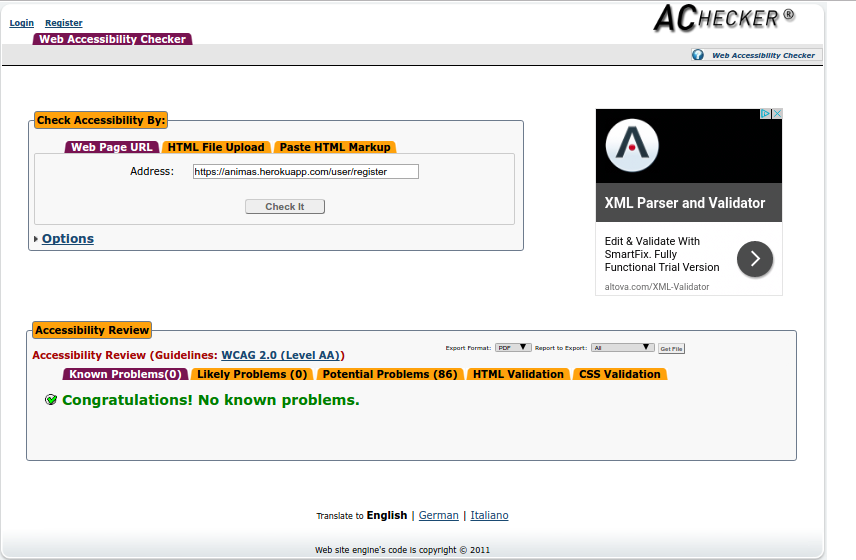 Login Register
ACHECKER ®
Web Accessibility Checker
Web Accessibility Checker
Check Accessibility By:
Web Page URL HTML File Upload Paste HTML Markup
Address: https://animas.herokuapp.com/user/register
Check It
Options
XML Parser and Validator
Edit & Validate With
SmartFix. Fully
Functional Trial Version
altova.com/XML-Validator
Accessibility Review
Export Format: PDF Report to Export: All Get File
Accessibility Review (Guidelines: WCAG 2.0 (Level AA))
Known Problems(0) Likely Problems (0) Potential Problems (86) HTML Validation CSS Validation
Congratulations! No known problems.
Translate to English | German | Italiano
Web site engine's code is copyright © 2011